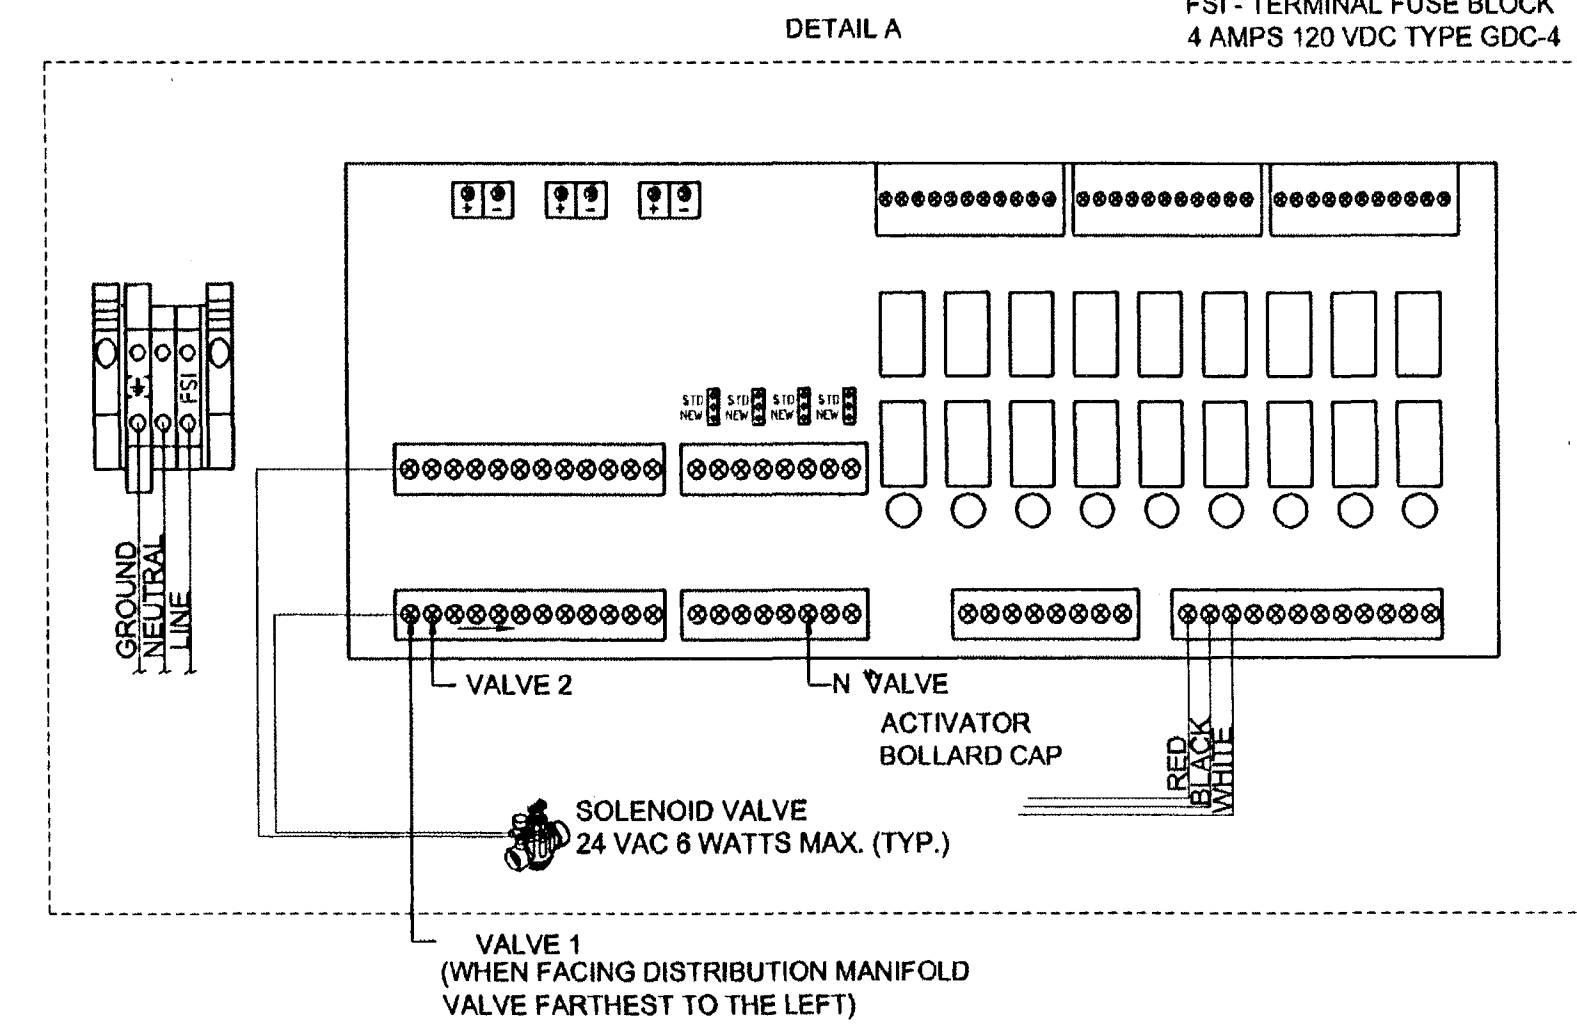 FSI - TERMINAL FUSE BLOCK
4 AMPS 120 VDC TYPE GDC-4
DETAIL A
+ - + - + -
FSI
STD STD STD STD
NEW NEW NEW NEW
GROUND
NEUTRAL
LINE
VALVE 2
N VALVE
ACTIVATOR
BOLLARD CAP
RED
BLACK
WHITE
SOLENOID VALVE
24 VAC 6 WATTS MAX. (TYP.)
VALVE 1
(WHEN FACING DISTRIBUTION MANIFOLD
VALVE FARTHEST TO THE LEFT)